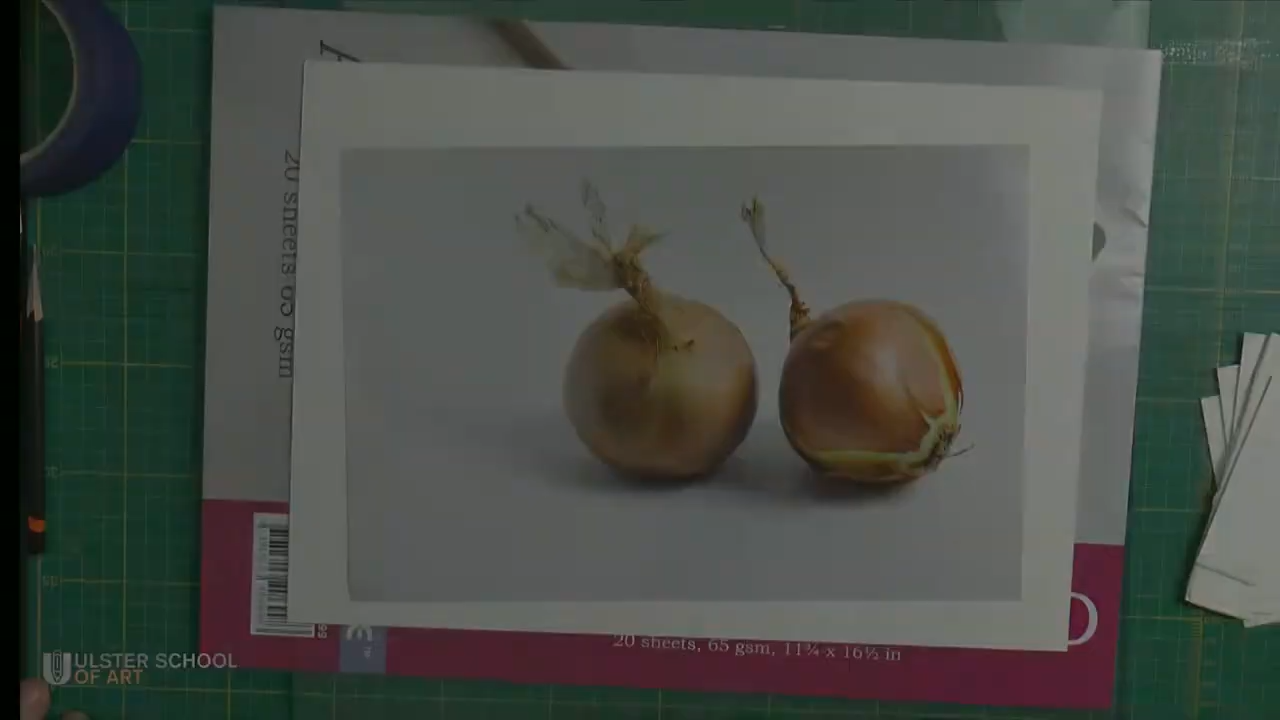 20 sheets 65 gsm
20 sheets, 65 gsm, 11¾ x 16½ in
ULSTER SCHOOL
OF ART